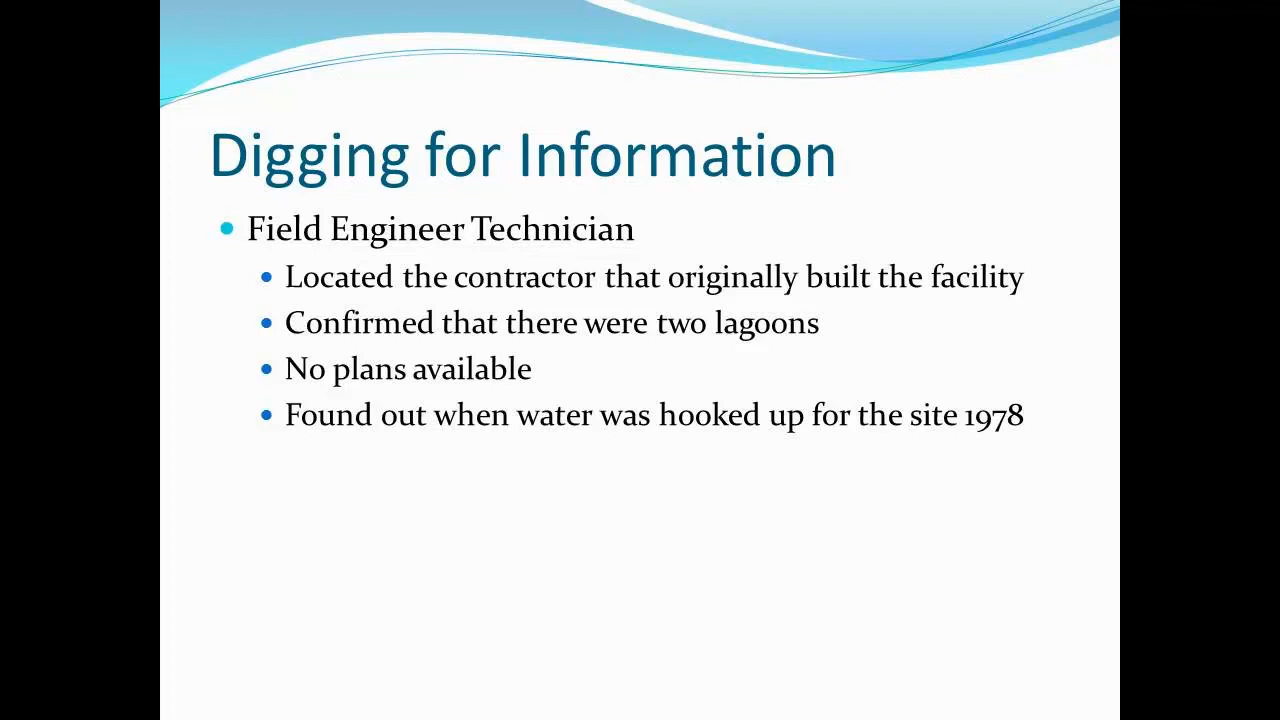 Digging for Information
Field Engineer Technician
Located the contractor that originally built the facility
Confirmed that there were two lagoons
No plans available
Found out when water was hooked up for the site 1978